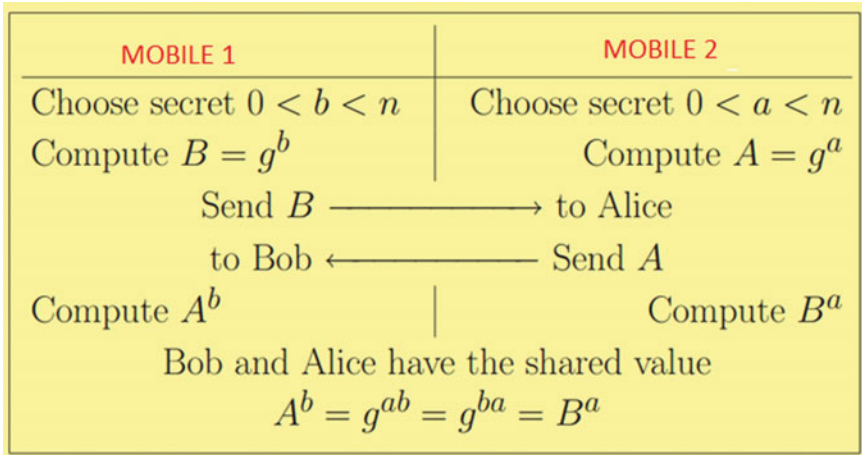 MOBILE 1 MOBILE 2
Choose secret 0 < b < n Choose secret 0 < a < n
Compute B = g^b Compute A = g^a
Send B ⟶ to Alice
to Bob ⟵ Send A
Compute A^b Compute B^a
Bob and Alice have the shared value
A^b = g^{ab} = g^{ba} = B^a